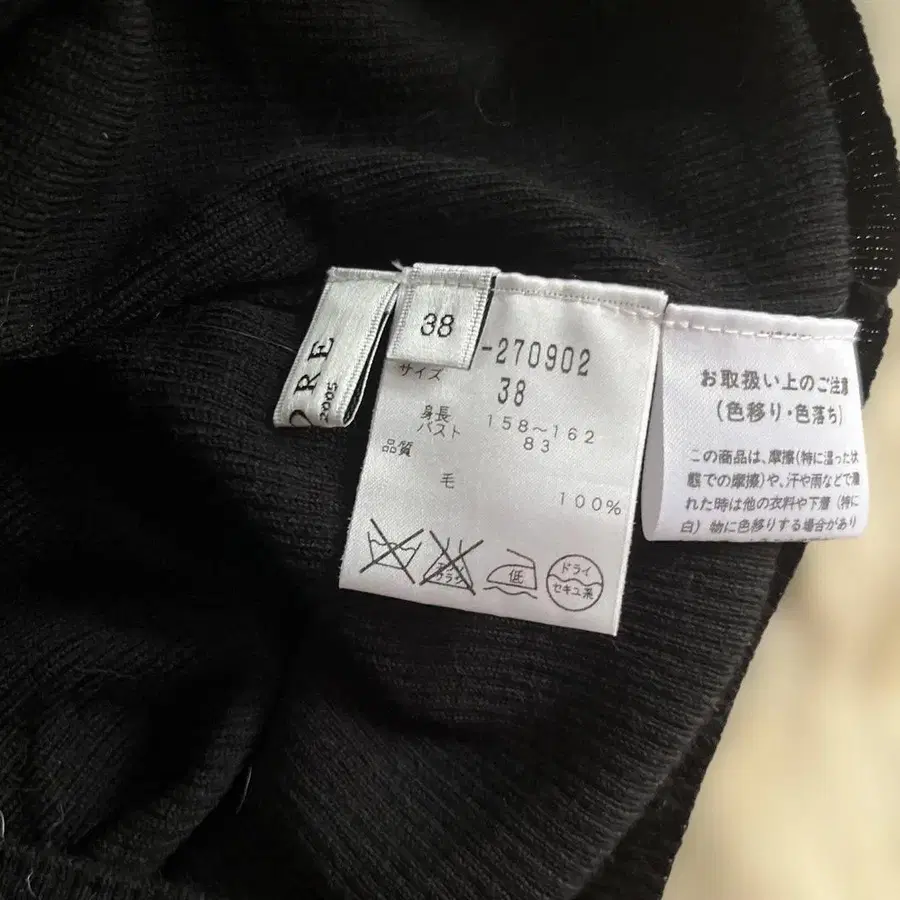 ORE
2005
38
-270902
サイズ 38
身長 158～162
バスト 83
品質
毛 100%
低
ドライ
セキユ系
お取扱い上のご注意
(色移り・色落ち)
この商品は、摩擦(特に湿った状
態での摩擦)や、汗や雨などで濡
れた時は他の衣料や下着(特に
白)物に色移りする場合があり